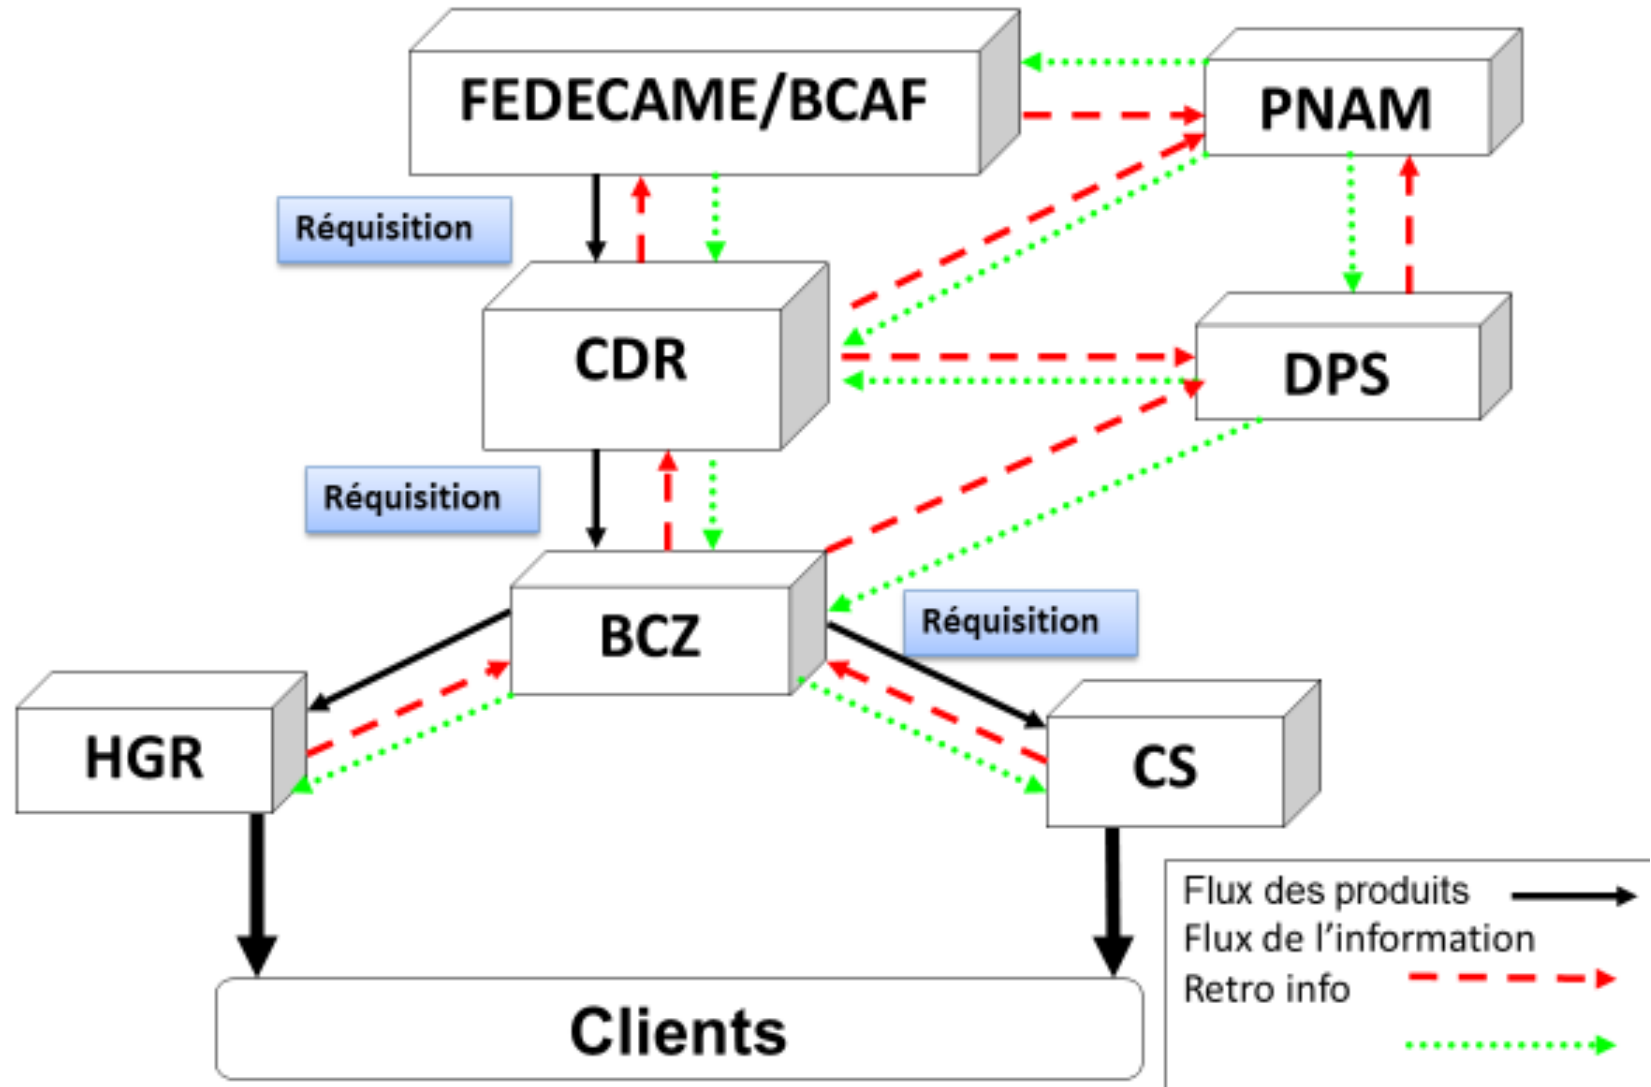 FEDECAME/BCAF
PNAM
Réquisition
CDR
DPS
Réquisition
BCZ
Réquisition
HGR
CS
Flux des produits
Flux de l'information
Retro info
Clients